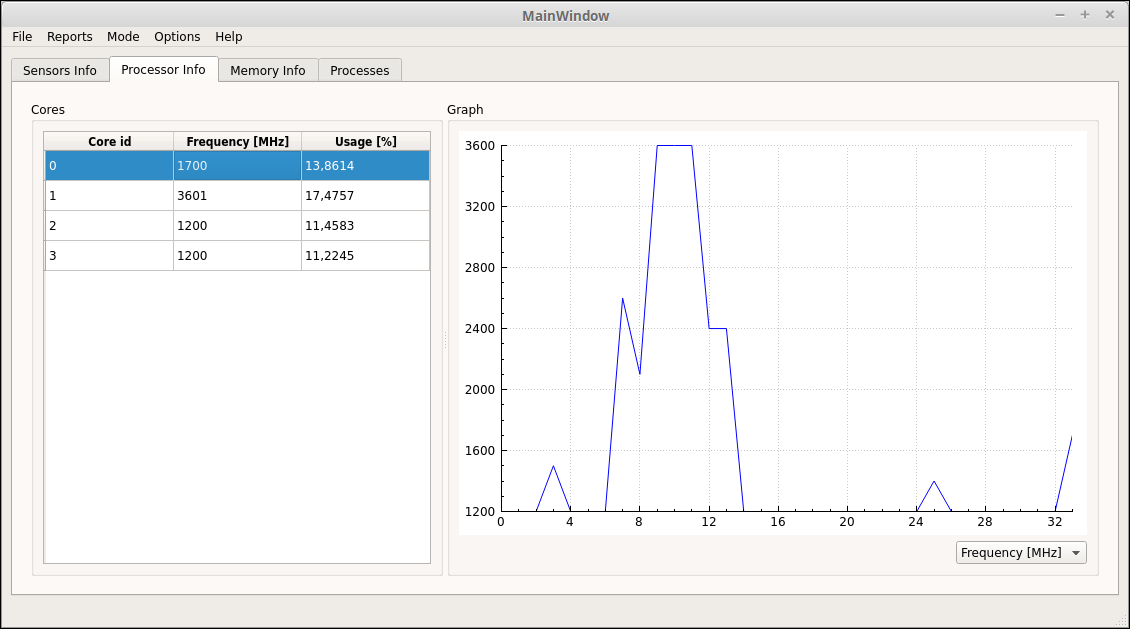 MainWindow
File Reports Mode Options Help
Sensors Info Processor Info Memory Info Processes
Cores
Core id Frequency [MHz] Usage [%]
0 1700 13,8614
1 3601 17,4757
2 1200 11,4583
3 1200 11,2245
Graph
3600
3200
2800
2400
2000
1600
1200
0 4 8 12 16 20 24 28 32
Frequency [MHz]